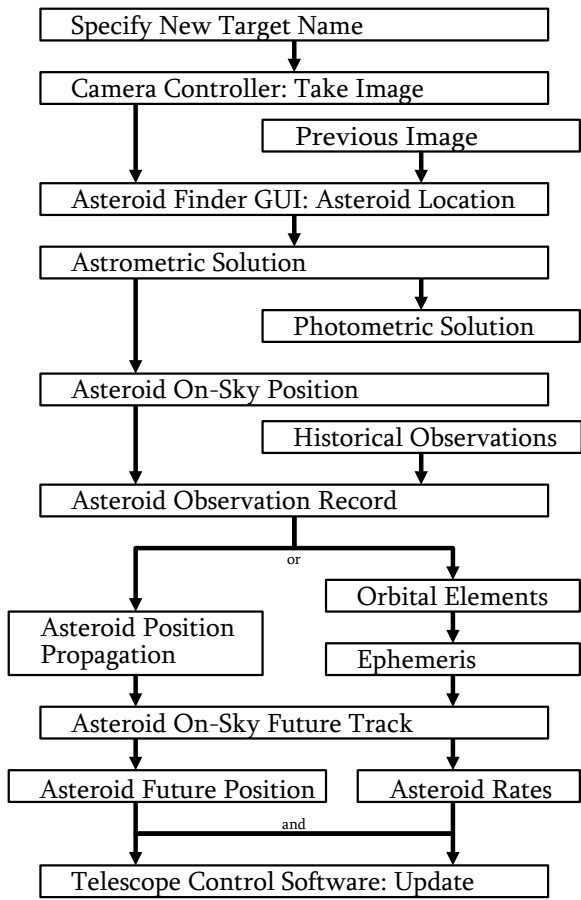 Specify New Target Name
Camera Controller: Take Image
Previous Image
Asteroid Finder GUI: Asteroid Location
Astrometric Solution
Photometric Solution
Asteroid On-Sky Position
Historical Observations
Asteroid Observation Record
or
Orbital Elements
Asteroid Position
Propagation
Ephemeris
Asteroid On-Sky Future Track
Asteroid Future Position
Asteroid Rates
and
Telescope Control Software: Update